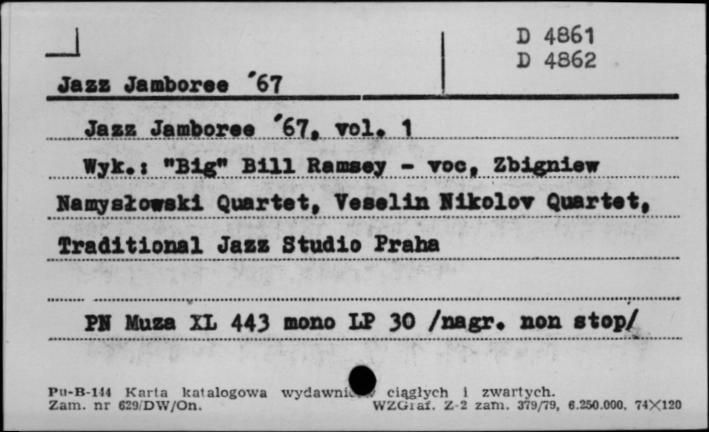 D 4861
D 4862
Jazz Jamboree ´67
Jazz Jamboree ´67, vol. 1
Wyk.: "Big" Bill Ramsey - voc, Zbigniew
Namysłowski Quartet, Veselin Nikolov Quartet,
Traditional Jazz Studio Praha
PN Muza XL 443 mono LP 30 /nagr. non stop/
Pu-B-144 Karta katalogowa ciągłych i zwartych.
Zam. nr 629/DW/On. WZGraf. Z-2 zam. 379/79, 6.250.000, 74×120